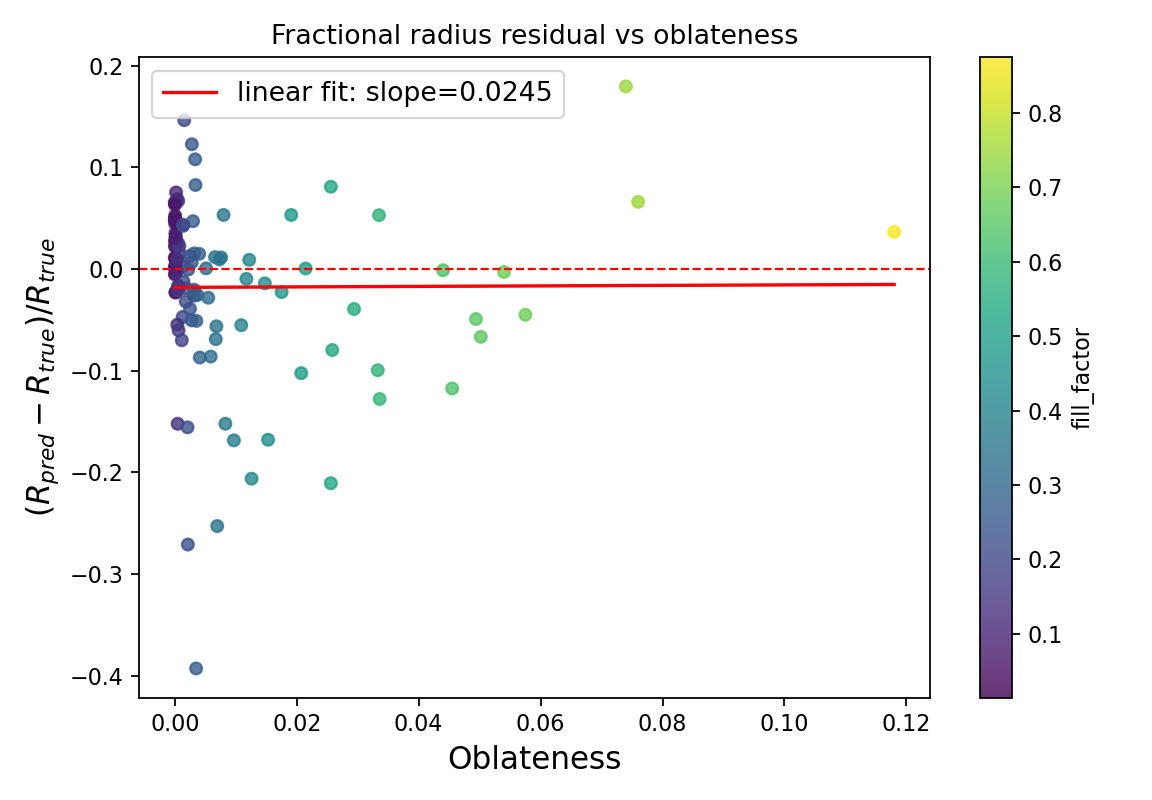 Fractional radius residual vs oblateness
linear fit: slope=0.0245
0.2
0.1
0.0
−0.1
−0.2
−0.3
−0.4
(R_pred − R_true)/R_true
0.00 0.02 0.04 0.06 0.08 0.10 0.12
Oblateness
0.8
0.7
0.6
0.5
0.4
0.3
0.2
0.1
fill_factor